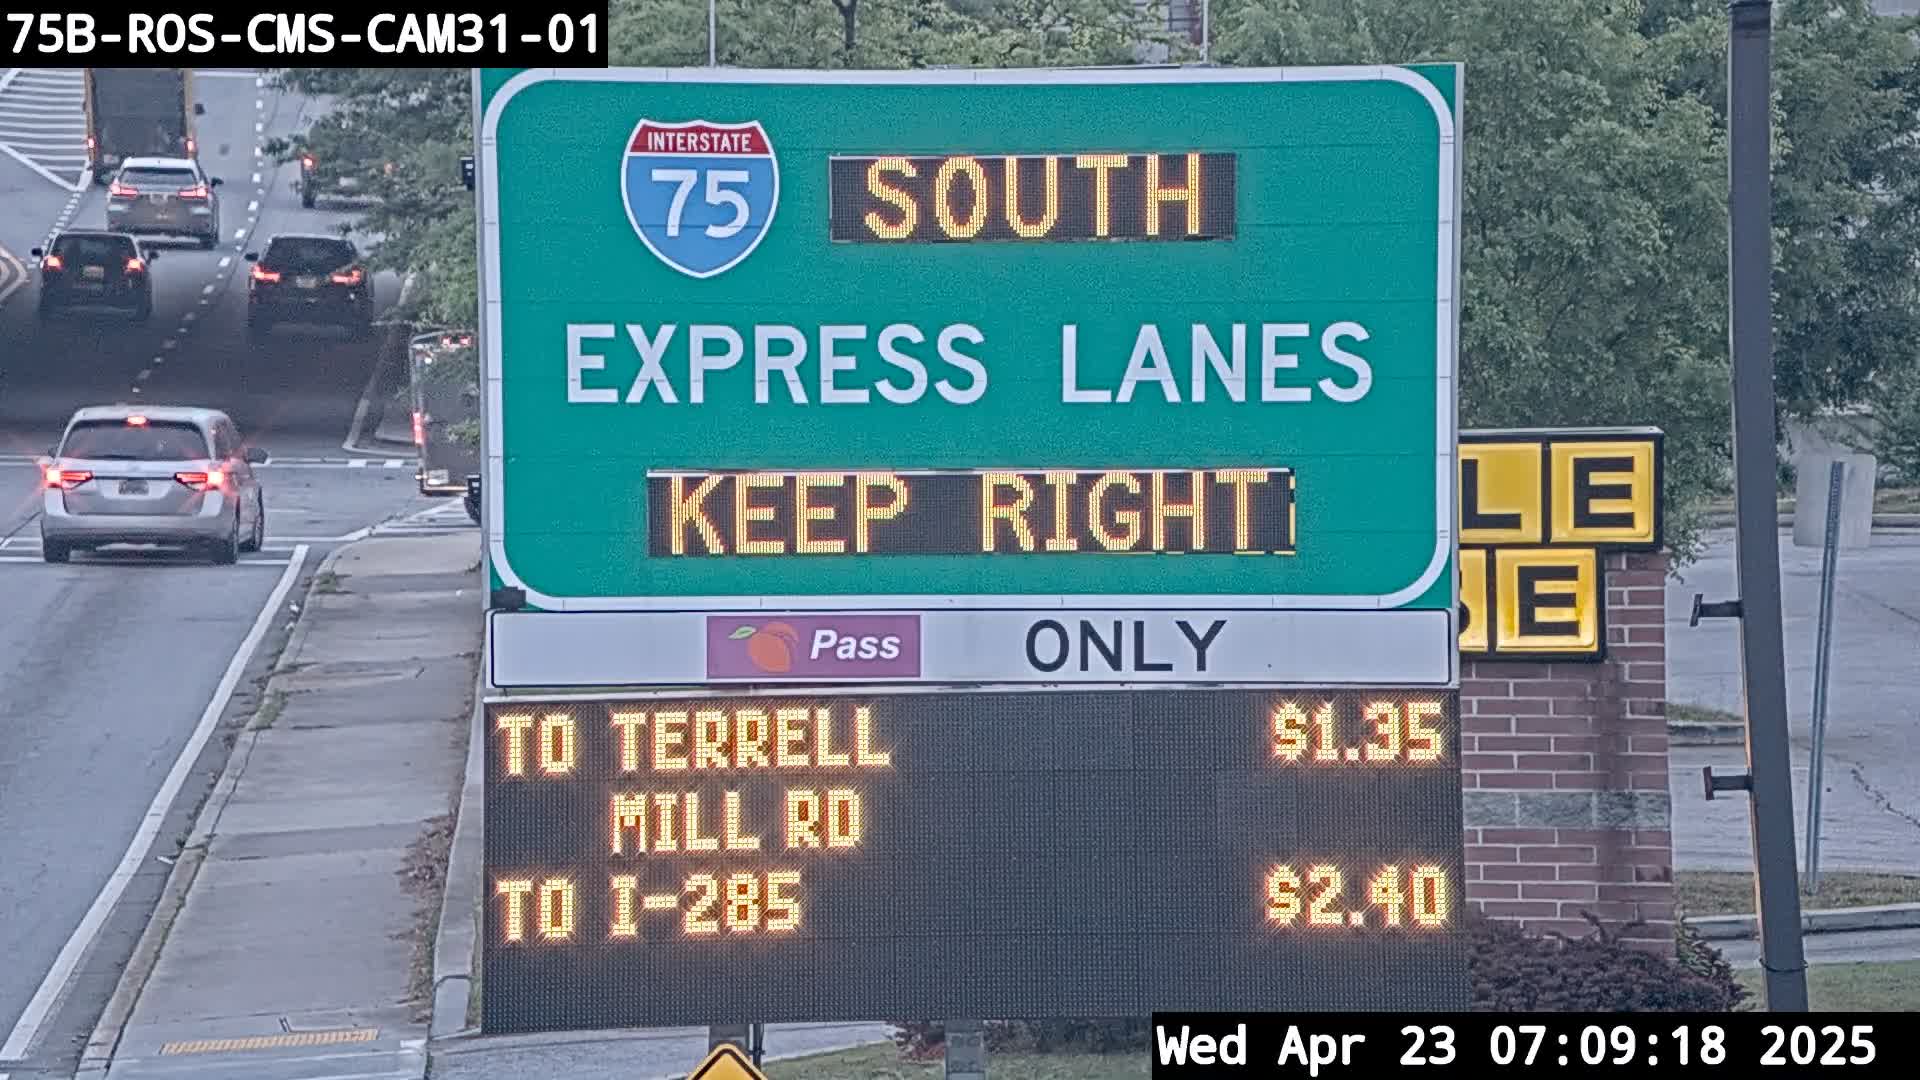 75B-ROS-CMS-CAM31-01
INTERSTATE
75
SOUTH
EXPRESS LANES
KEEP RIGHT
Pass ONLY
TO TERRELL $1.35
MILL RD
TO I-285 $2.40
LE
E
Wed Apr 23 07:09:18 2025